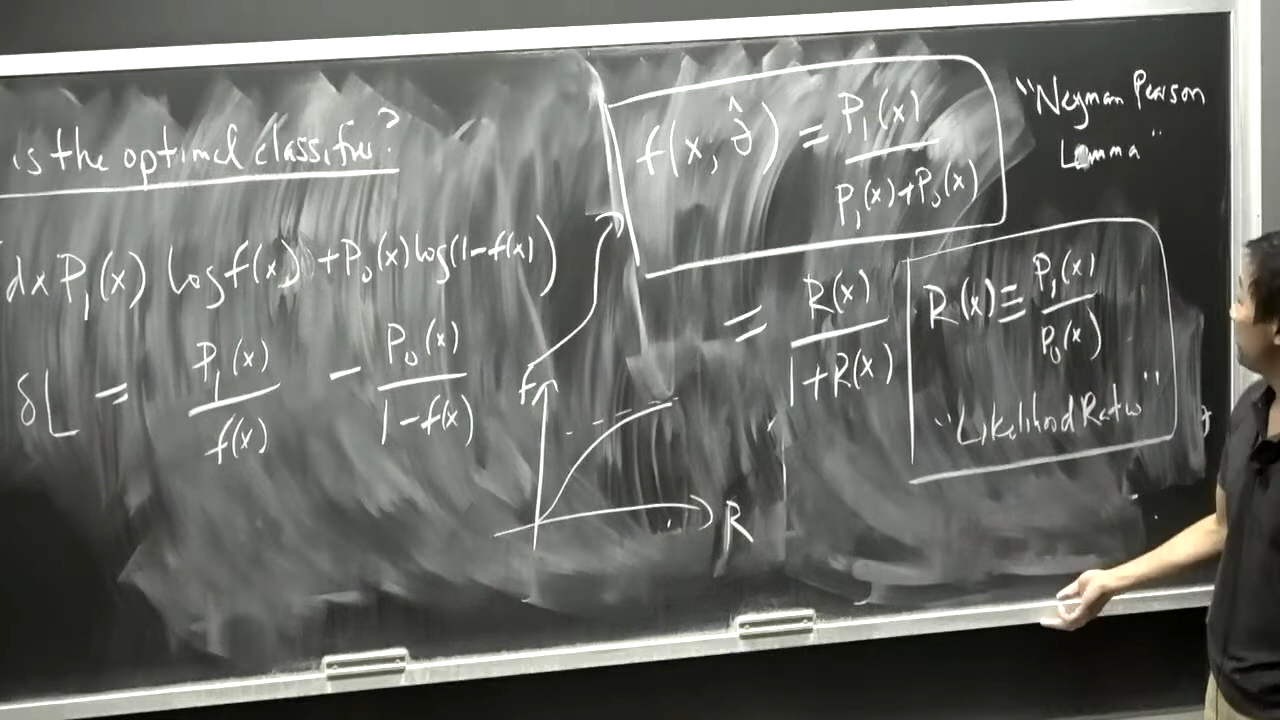 is the optimal classifier?
dx P₁(x) log f(x) + P₀(x) log(1-f(x))
δL = P₁(x)/f(x) - P₀(x)/(1-f(x))
f
R
f(x, θ̂) = P₁(x)/(P₁(x)+P₀(x))
= R(x)/(1+R(x))
"Neyman Pearson
Lemma"
R(x) ≡ P₁(x)/P₀(x)
"Likelihood Ratio"